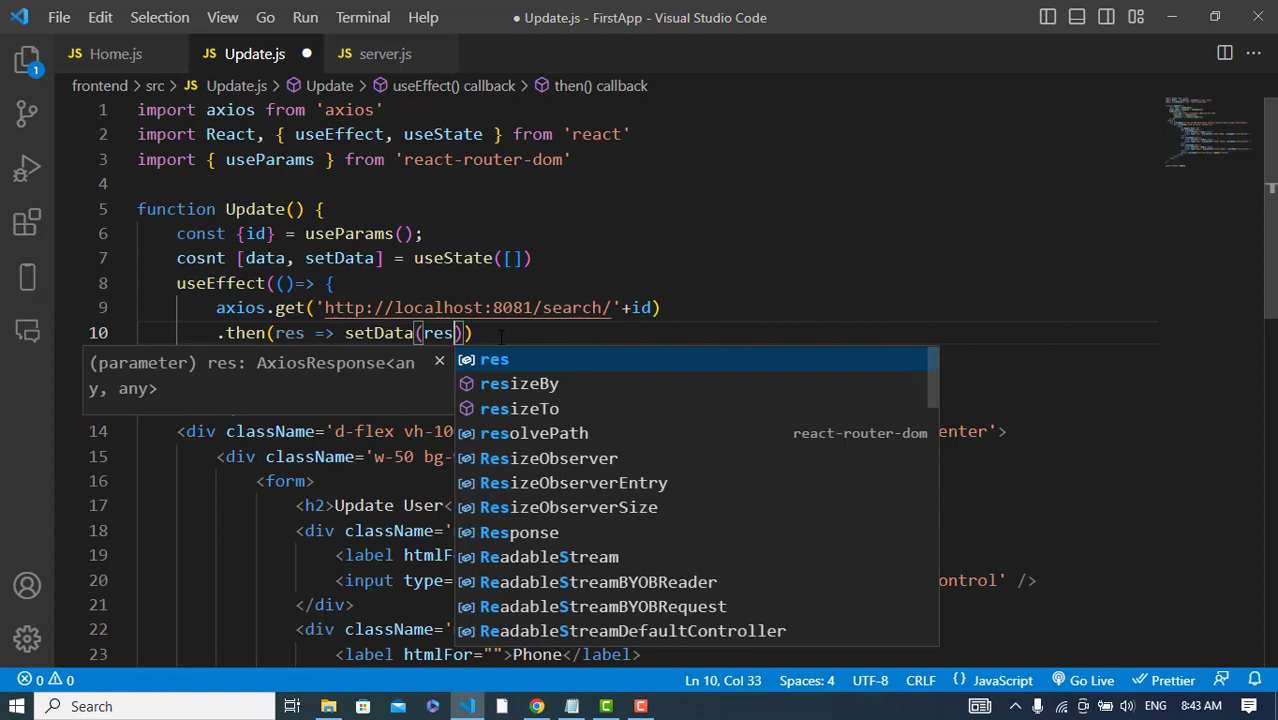 File Edit Selection View Go Run Terminal Help ● Update.js - FirstApp - Visual Studio Code
JS Home.js JS Update.js ● JS server.js
1
frontend > src > JS Update.js > Update > useEffect() callback > then() callback
1 import axios from 'axios'
2 import React, { useEffect, useState } from 'react'
3 import { useParams } from 'react-router-dom'
4
5 function Update() {
6 const {id} = useParams();
7 cosnt [data, setData] = useState([])
8 useEffect(()=> {
9 axios.get('http://localhost:8081/search/'+id)
10 .then(res => setData(res))
(parameter) res: AxiosResponse<an
y, any>
res
resizeBy
resizeTo
resolvePath react-router-dom
ResizeObserver
ResizeObserverEntry
ResizeObserverSize
Response
ReadableStream
ReadableStreamBYOBReader
ReadableStreamBYOBRequest
ReadableStreamDefaultController
14 <div className='d-flex vh-10 enter'>
15 <div className='w-50 bg-
16 <form>
17 <h2>Update User<
18 <div className='
19 <label htmlF
20 <input type= control' />
21 </div>
22 <div className='
23 <label htmlFor="">Phone</label>
0 0 Ln 10, Col 33 Spaces: 4 UTF-8 CRLF {} JavaScript Go Live Prettier
Search ENG 8:43 AM